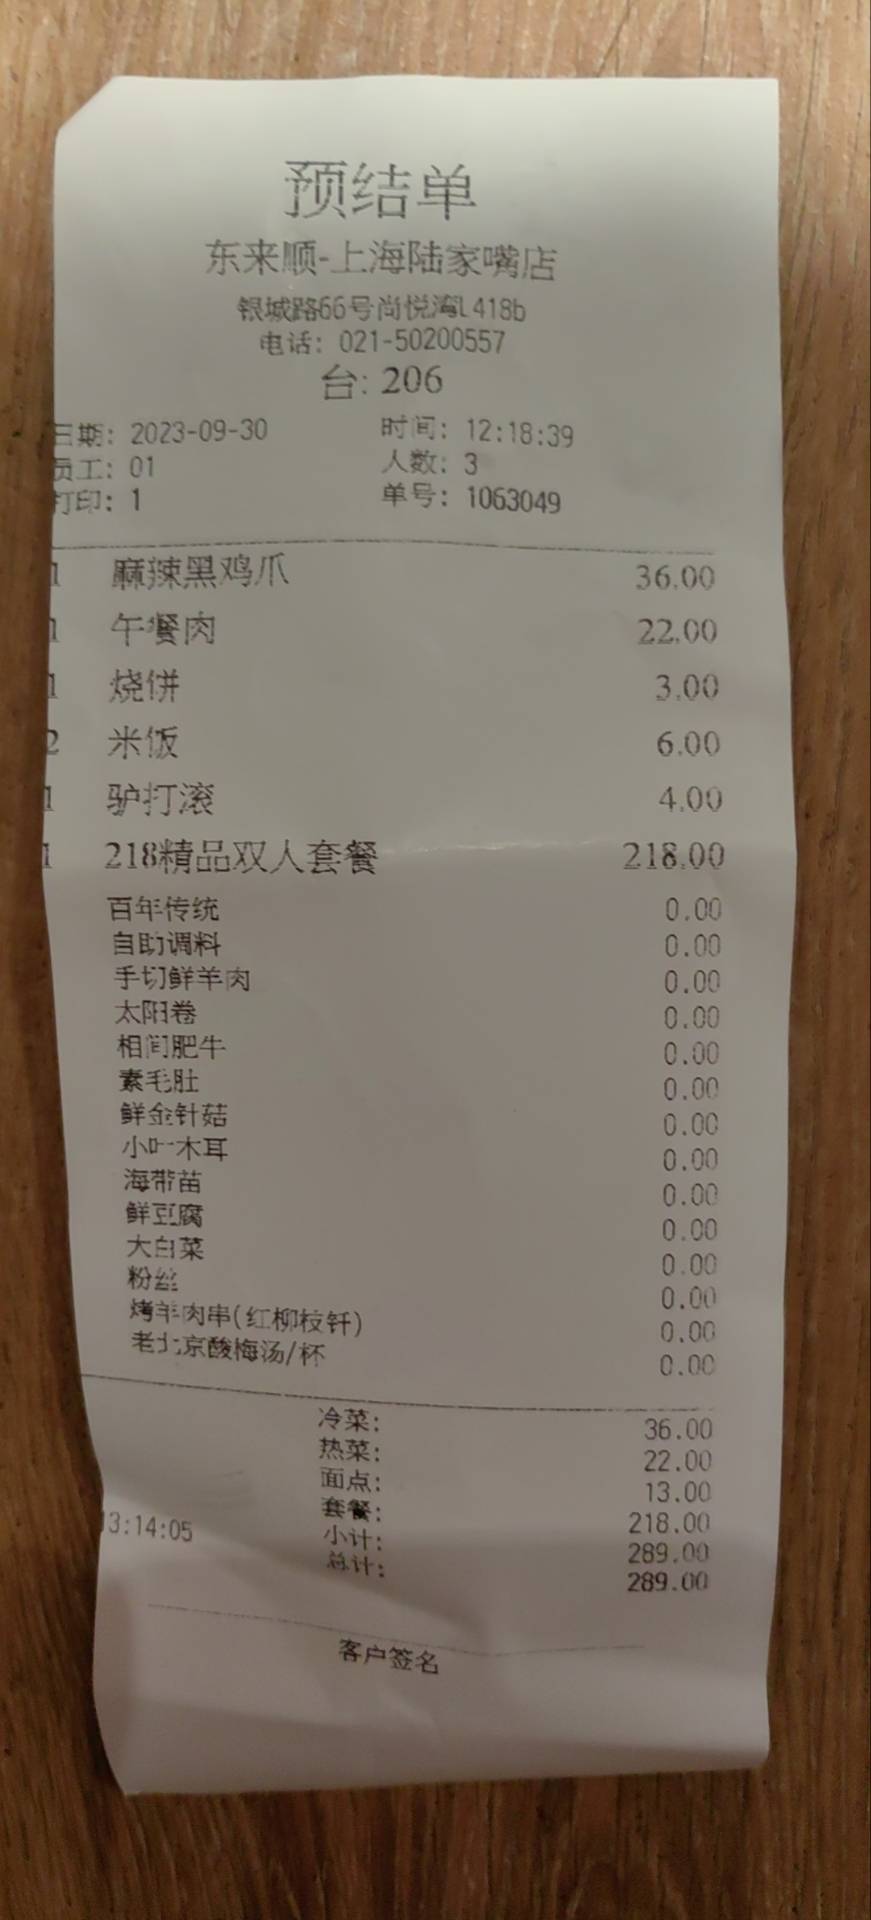 预结单
东来顺-上海陆家嘴店
银城路66号尚悦湾L418b
电话: 021-50200557
台: 206
日期: 2023-09-30 时间: 12:18:39
员工: 01 人数: 3
打印: 1 单号: 1063049
1 麻辣黑鸡爪 36.00
1 午餐肉 22.00
1 烧饼 3.00
2 米饭 6.00
1 驴打滚 4.00
1 218精品双人套餐 218.00
百年传统 0.00
自助调料 0.00
手切鲜羊肉 0.00
太阳卷 0.00
相间肥牛 0.00
素毛肚 0.00
鲜金针菇 0.00
小叶木耳 0.00
海带苗 0.00
鲜豆腐 0.00
大白菜 0.00
粉丝 0.00
烤羊肉串(红柳枝钎) 0.00
老北京酸梅汤/杯 0.00
冷菜: 36.00
热菜: 22.00
面点: 13.00
套餐: 218.00
13:14:05 小计: 289.00
总计: 289.00
客户签名